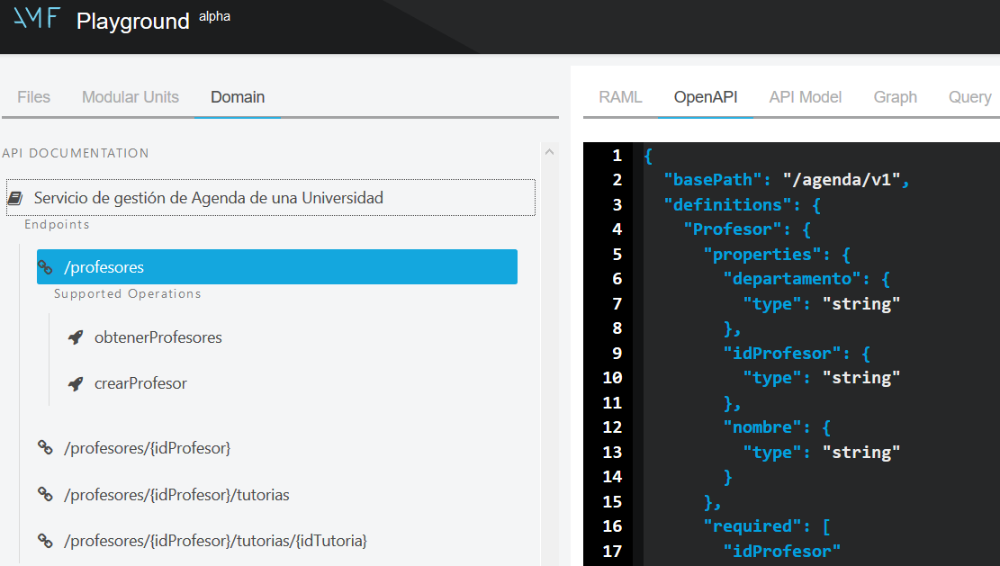 AMF Playground alpha
Files Modular Units Domain
API DOCUMENTATION
Servicio de gestión de Agenda de una Universidad
Endpoints
/profesores
Supported Operations
obtenerProfesores
crearProfesor
/profesores/{idProfesor}
/profesores/{idProfesor}/tutorias
/profesores/{idProfesor}/tutorias/{idTutoria}
RAML OpenAPI API Model Graph Query
1 {
2 "basePath": "/agenda/v1",
3 "definitions": {
4 "Profesor": {
5 "properties": {
6 "departamento": {
7 "type": "string"
8 },
9 "idProfesor": {
10 "type": "string"
11 },
12 "nombre": {
13 "type": "string"
14 }
15 },
16 "required": [
17 "idProfesor"